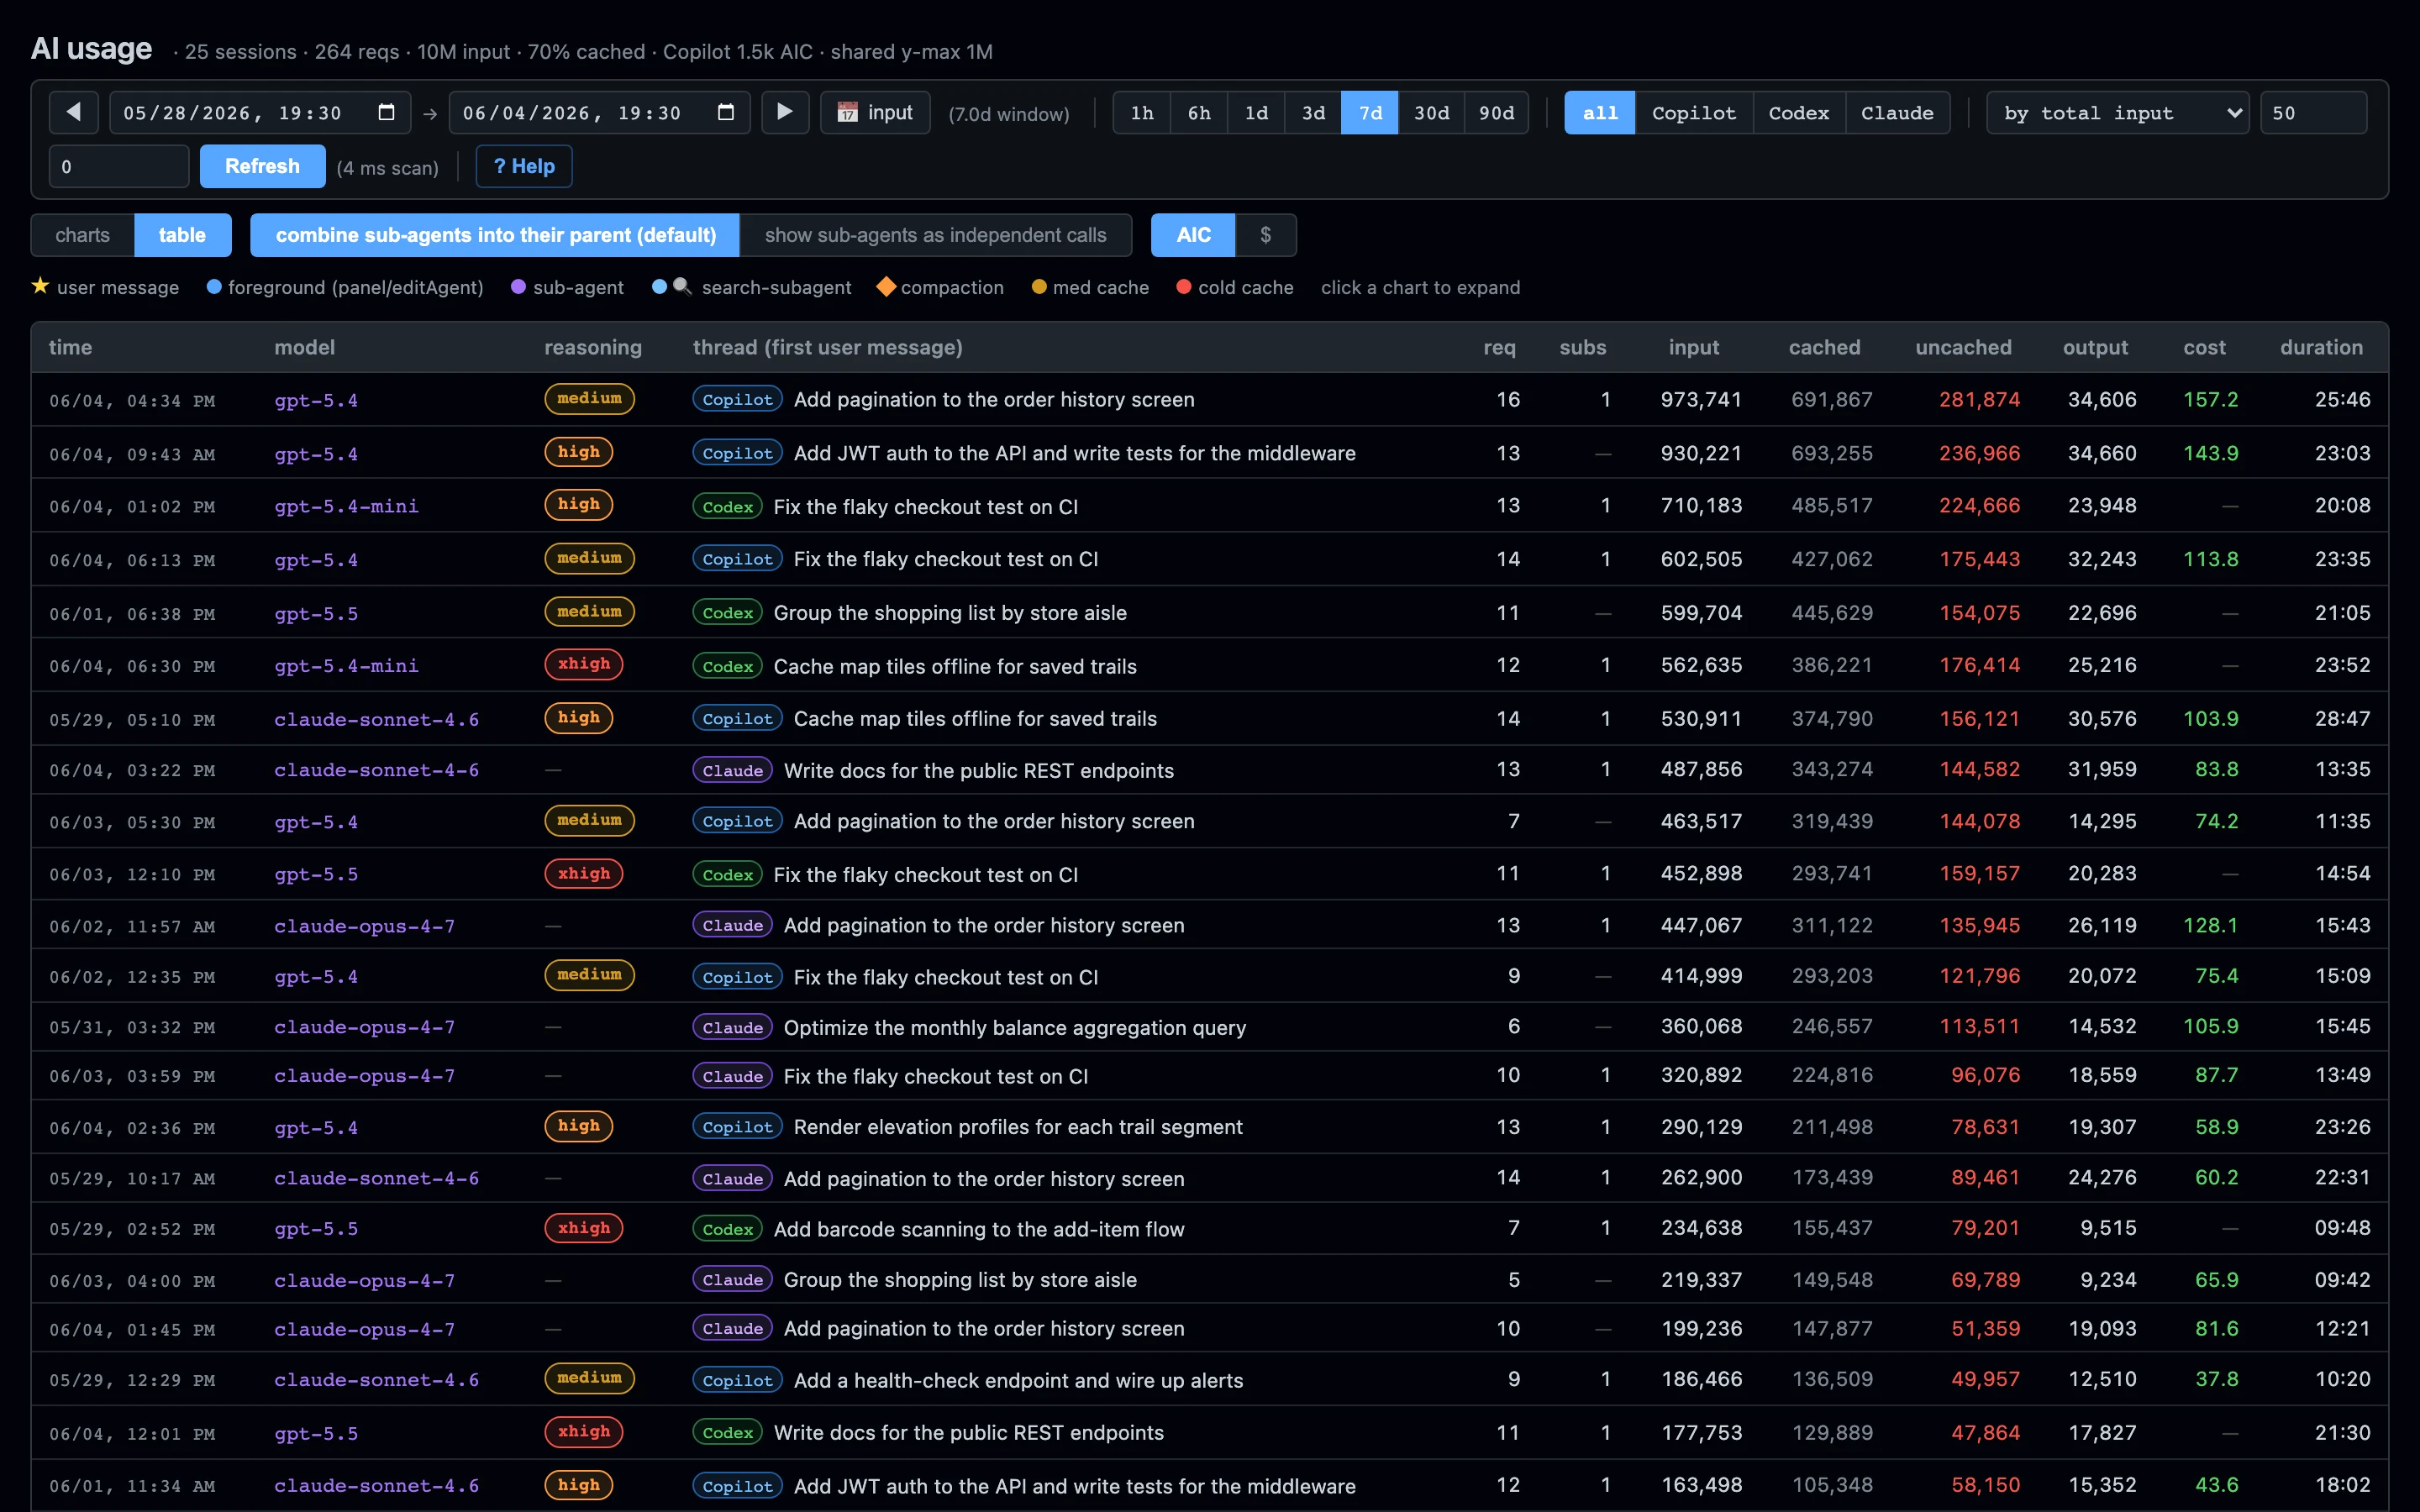 AI usage · 25 sessions · 264 reqs · 10M input · 70% cached · Copilot 1.5k AIC · shared y-max 1M
◀ 05/28/2026, 19:30 → 06/04/2026, 19:30 ▶ 17 input (7.0d window) 1h 6h 1d 3d 7d 30d 90d all Copilot Codex Claude by total input 50
0 Refresh (4 ms scan) ? Help
charts table combine sub-agents into their parent (default) show sub-agents as independent calls AIC $
★ user message foreground (panel/editAgent) sub-agent search-subagent compaction med cache cold cache click a chart to expand
time model reasoning thread (first user message) req subs input cached uncached output cost duration
06/04, 04:34 PM gpt-5.4 medium Copilot Add pagination to the order history screen 16 1 973,741 691,867 281,874 34,606 157.2 25:46
06/04, 09:43 AM gpt-5.4 high Copilot Add JWT auth to the API and write tests for the middleware 13 — 930,221 693,255 236,966 34,660 143.9 23:03
06/04, 01:02 PM gpt-5.4-mini high Codex Fix the flaky checkout test on CI 13 1 710,183 485,517 224,666 23,948 — 20:08
06/04, 06:13 PM gpt-5.4 medium Copilot Fix the flaky checkout test on CI 14 1 602,505 427,062 175,443 32,243 113.8 23:35
06/01, 06:38 PM gpt-5.5 medium Codex Group the shopping list by store aisle 11 — 599,704 445,629 154,075 22,696 — 21:05
06/04, 06:30 PM gpt-5.4-mini xhigh Codex Cache map tiles offline for saved trails 12 1 562,635 386,221 176,414 25,216 — 23:52
05/29, 05:10 PM claude-sonnet-4.6 high Copilot Cache map tiles offline for saved trails 14 1 530,911 374,790 156,121 30,576 103.9 28:47
06/04, 03:22 PM claude-sonnet-4-6 — Claude Write docs for the public REST endpoints 13 1 487,856 343,274 144,582 31,959 83.8 13:35
06/03, 05:30 PM gpt-5.4 medium Copilot Add pagination to the order history screen 7 — 463,517 319,439 144,078 14,295 74.2 11:35
06/03, 12:10 PM gpt-5.5 xhigh Codex Fix the flaky checkout test on CI 11 1 452,898 293,741 159,157 20,283 — 14:54
06/02, 11:57 AM claude-opus-4-7 — Claude Add pagination to the order history screen 13 1 447,067 311,122 135,945 26,119 128.1 15:43
06/02, 12:35 PM gpt-5.4 medium Copilot Fix the flaky checkout test on CI 9 — 414,999 293,203 121,796 20,072 75.4 15:09
05/31, 03:32 PM claude-opus-4-7 — Claude Optimize the monthly balance aggregation query 6 — 360,068 246,557 113,511 14,532 105.9 15:45
06/03, 03:59 PM claude-opus-4-7 — Claude Fix the flaky checkout test on CI 10 1 320,892 224,816 96,076 18,559 87.7 13:49
06/04, 02:36 PM gpt-5.4 high Copilot Render elevation profiles for each trail segment 13 1 290,129 211,498 78,631 19,307 58.9 23:26
05/29, 10:17 AM claude-sonnet-4-6 — Claude Add pagination to the order history screen 14 1 262,900 173,439 89,461 24,276 60.2 22:31
05/29, 02:52 PM gpt-5.5 xhigh Codex Add barcode scanning to the add-item flow 7 1 234,638 155,437 79,201 9,515 — 09:48
06/03, 04:00 PM claude-opus-4-7 — Claude Group the shopping list by store aisle 5 — 219,337 149,548 69,789 9,234 65.9 09:42
06/04, 01:45 PM claude-opus-4-7 — Claude Add pagination to the order history screen 10 — 199,236 147,877 51,359 19,093 81.6 12:21
05/29, 12:29 PM claude-sonnet-4.6 medium Copilot Add a health-check endpoint and wire up alerts 9 1 186,466 136,509 49,957 12,510 37.8 10:20
06/04, 12:01 PM gpt-5.5 xhigh Codex Write docs for the public REST endpoints 11 1 177,753 129,889 47,864 17,827 — 21:30
06/01, 11:34 AM claude-sonnet-4.6 high Copilot Add JWT auth to the API and write tests for the middleware 12 1 163,498 105,348 58,150 15,352 43.6 18:02